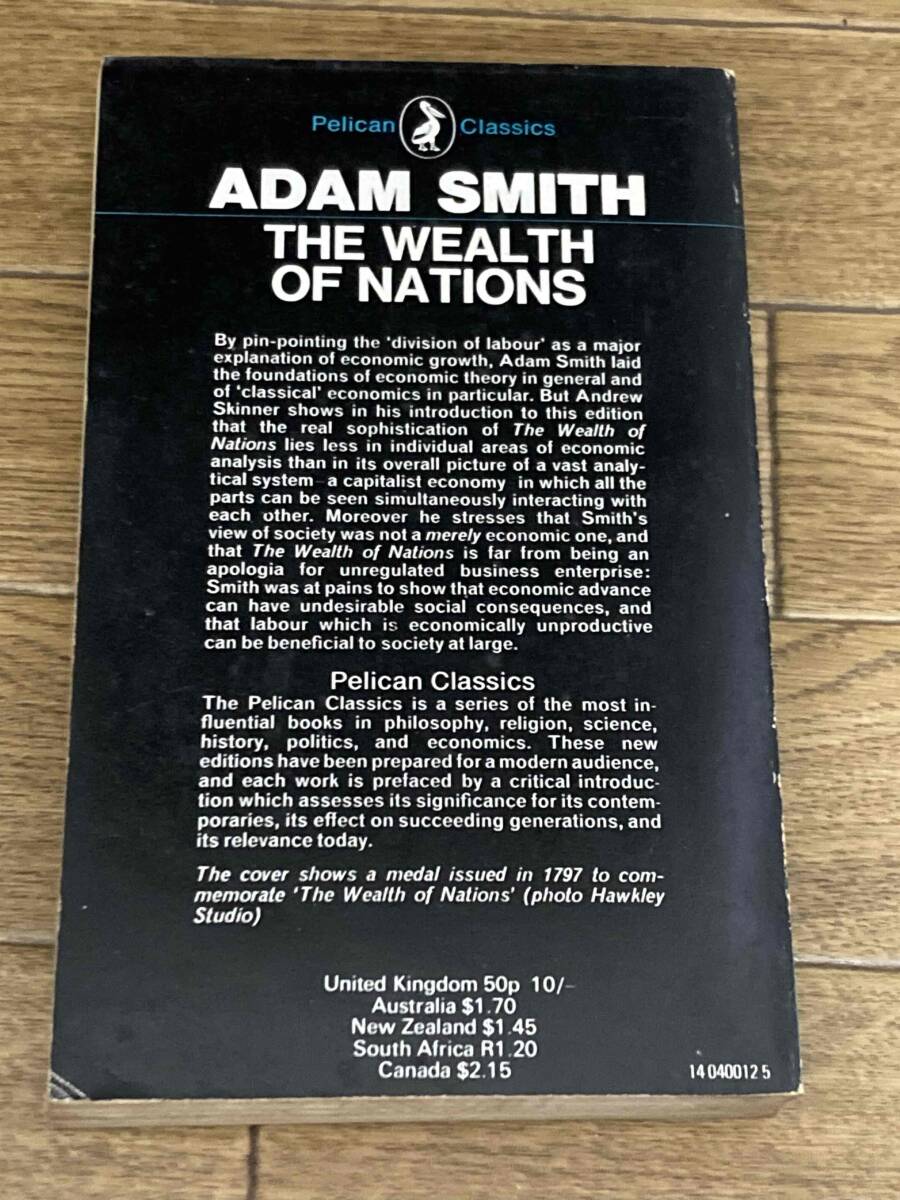 Pelican Classics
ADAM SMITH
THE WEALTH
OF NATIONS
By pin-pointing the 'division of labour' as a major
explanation of economic growth, Adam Smith laid
the foundations of economic theory in general and
of 'classical' economics in particular. But Andrew
Skinner shows in his introduction to this edition
that the real sophistication of The Wealth of
Nations lies less in individual areas of economic
analysis than in its overall picture of a vast analy-
tical system – a capitalist economy – in which all the
parts can be seen simultaneously interacting with
each other. Moreover he stresses that Smith's
view of society was not a merely economic one, and
that The Wealth of Nations is far from being an
apologia for unregulated business enterprise:
Smith was at pains to show that economic advance
can have undesirable social consequences, and
that labour which is economically unproductive
can be beneficial to society at large.
Pelican Classics
The Pelican Classics is a series of the most in-
fluential books in philosophy, religion, science,
history, politics, and economics. These new
editions have been prepared for a modern audience,
and each work is prefaced by a critical introduc-
tion which assesses its significance for its contem-
poraries, its effect on succeeding generations, and
its relevance today.
The cover shows a medal issued in 1797 to com-
memorate 'The Wealth of Nations' (photo Hawkley
Studio)
United Kingdom 50p 10/-
Australia $1.70
New Zealand $1.45
South Africa R1.20
Canada $2.15
14 040012 5